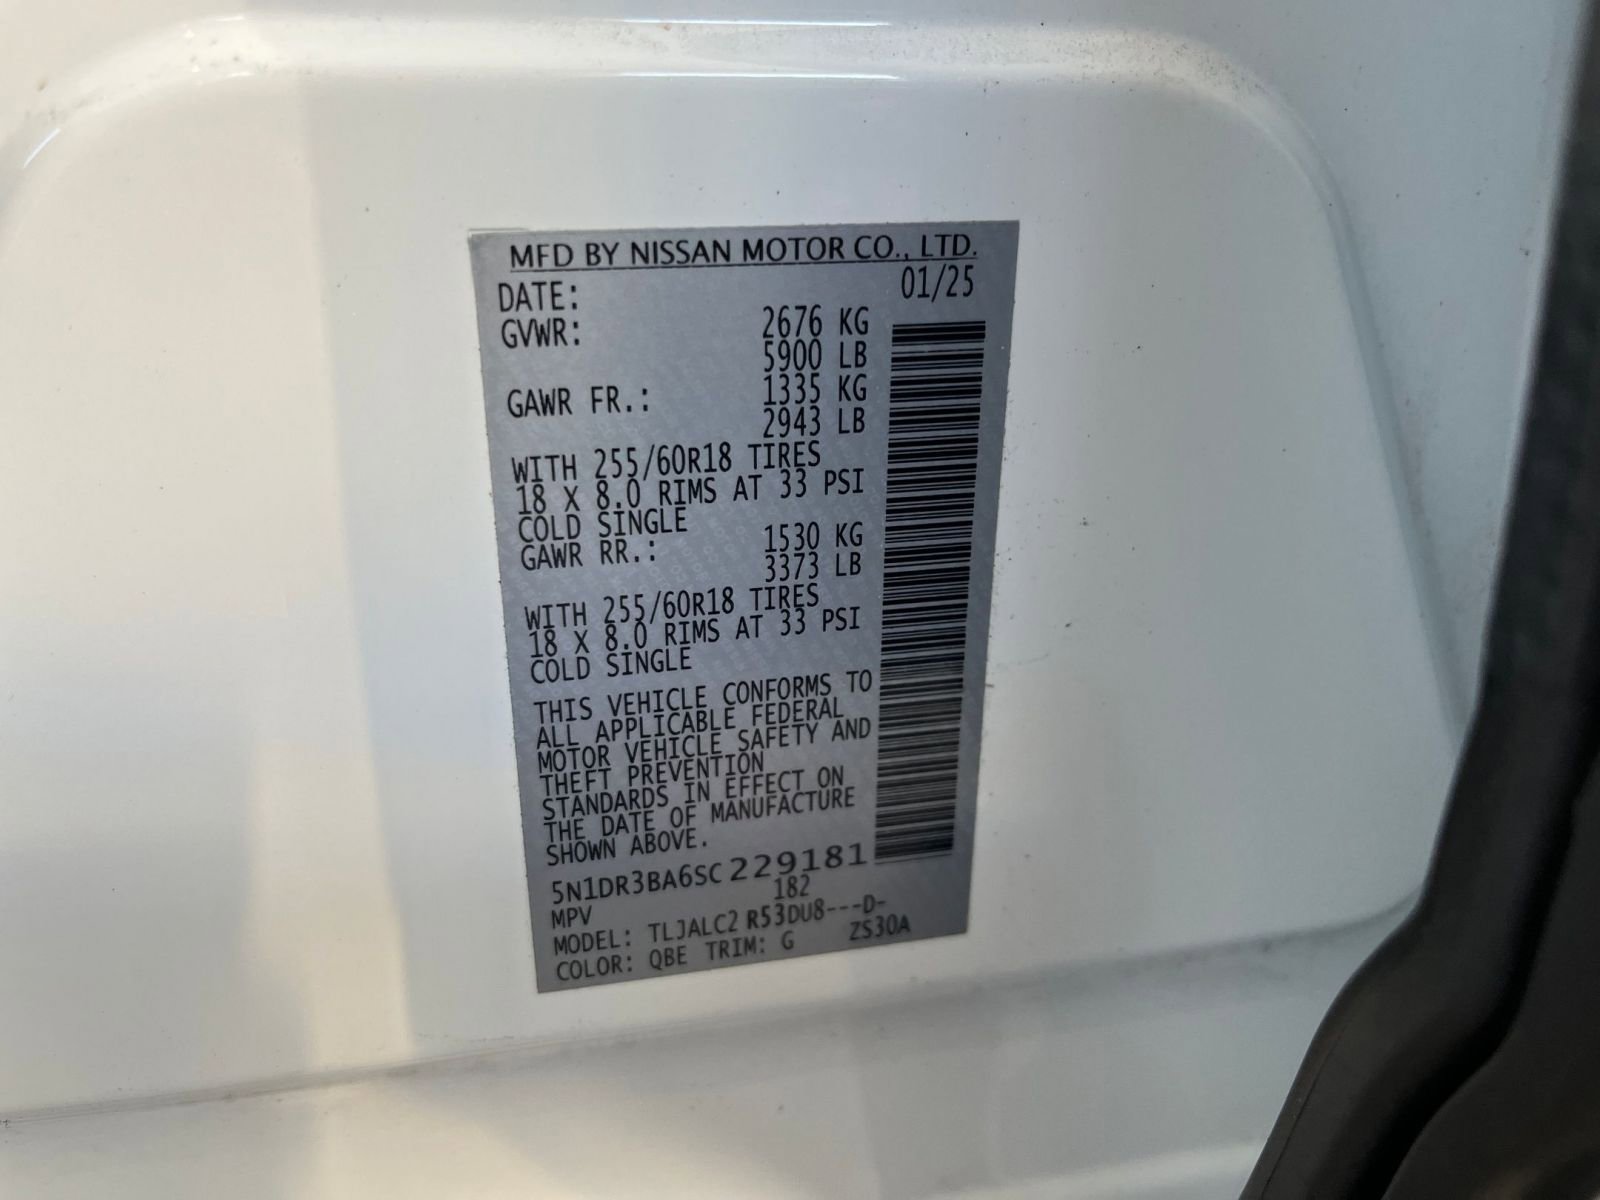 MFD BY NISSAN MOTOR CO., LTD.
DATE: 01/25
GVWR: 2676 KG
5900 LB
GAWR FR.: 1335 KG
2943 LB
WITH 255/60R18 TIRES
18 X 8.0 RIMS AT 33 PSI
COLD SINGLE
GAWR RR.: 1530 KG
3373 LB
WITH 255/60R18 TIRES
18 X 8.0 RIMS AT 33 PSI
COLD SINGLE
THIS VEHICLE CONFORMS TO
ALL APPLICABLE FEDERAL
MOTOR VEHICLE SAFETY AND
THEFT PREVENTION
STANDARDS IN EFFECT ON
THE DATE OF MANUFACTURE
SHOWN ABOVE.
5N1DR3BA6SC229181
MPV 182
MODEL: TLJALC2 R53DU8---D-
COLOR: QBE TRIM: G ZS30A